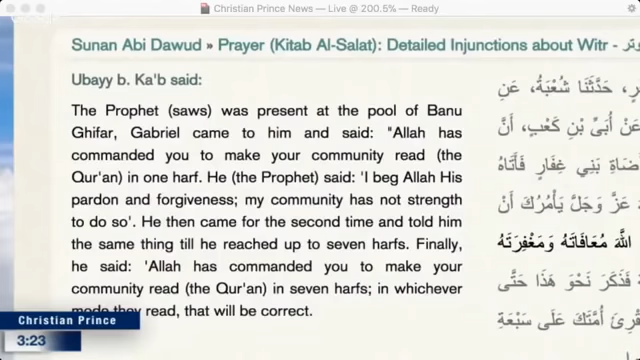 Christian Prince News — Live @ 200.5% — Ready
Sunan Abi Dawud » Prayer (Kitab Al-Salat): Detailed Injunctions about Witr -
Ubayy b. Ka'b said:
The Prophet (saws) was present at the pool of Banu
Ghifar, Gabriel came to him and said: "Allah has
commanded you to make your community read (the
Qur'an) in one harf. He (the Prophet) said: 'I beg Allah His
pardon and forgiveness; my community has not strength
to do so'. He then came for the second time and told him
the same thing till he reached up to seven harfs. Finally,
he said: 'Allah has commanded you to make your
community read (the Qur'an) in seven harfs; in whichever
mode they read, that will be correct.
حَدَّثَنَا شُعْبَةُ، عَنِ
عَنْ أُبَىِّ بْنِ كَعْبٍ، أَنَّ
أَضَاةِ بَنِي غِفَارٍ فَأَتَاهُ
عَزَّ وَجَلَّ يَأْمُرُكَ أَنْ
اللَّهَ مُعَافَاتَهُ وَمَغْفِرَتَهُ
فَذَكَرَ نَحْوَ هَذَا حَتَّى
أُمَّتَكَ عَلَى سَبْعَةِ
Christian Prince
3:23